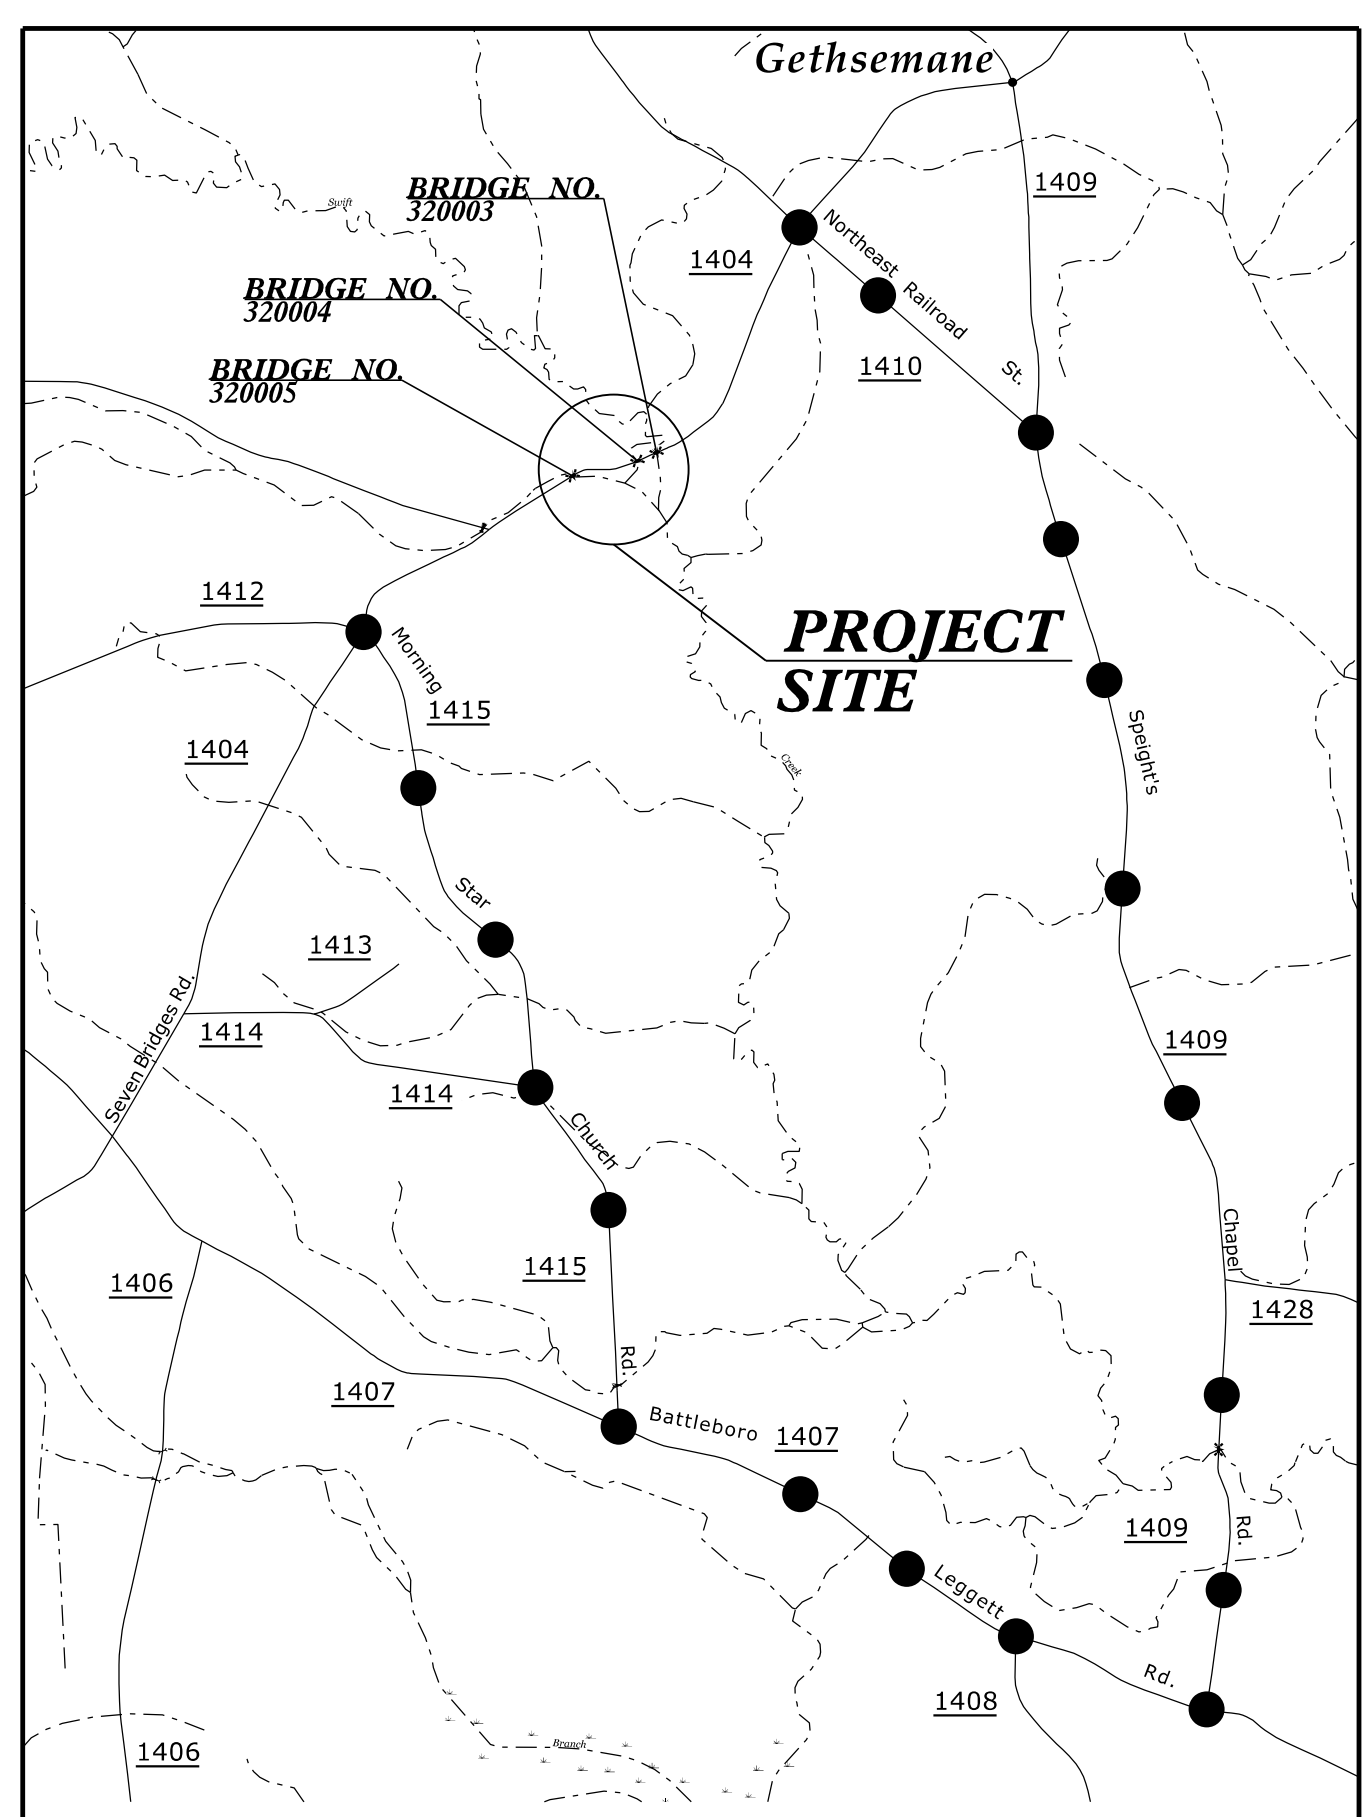 Gethsemane
1409
BRIDGE NO.
320003
Swift
Northeast Railroad St.
1404
BRIDGE NO.
320004
1410
BRIDGE NO.
320005
1412
PROJECT
SITE
Morning Star Church Rd.
1415
1404
Speight's Chapel Rd.
Creek
1413
Seven Bridges Rd.
1414
1409
1414
1415
1406
1428
1407
Battleboro Leggett Rd.
1407
1409
1408
Branch
1406